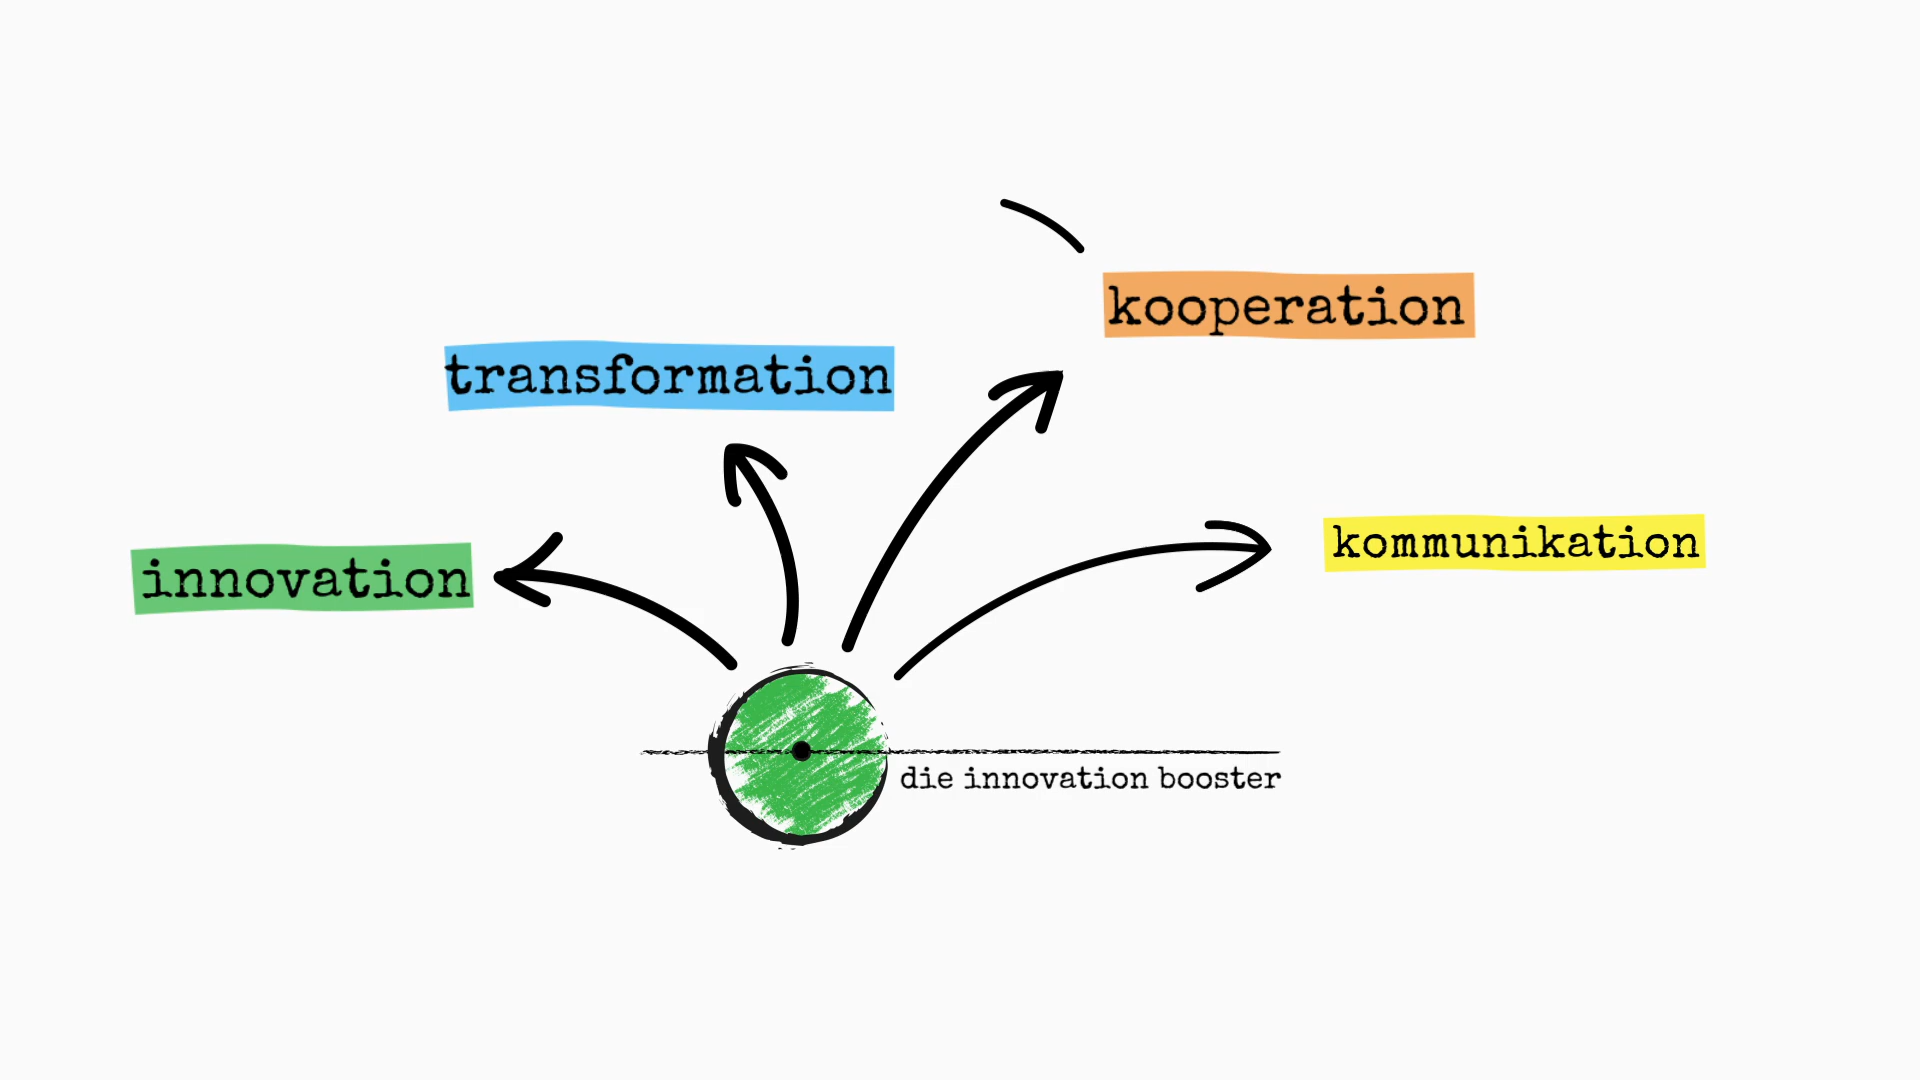 kooperation
transformation
kommunikation
innovation
die innovation booster